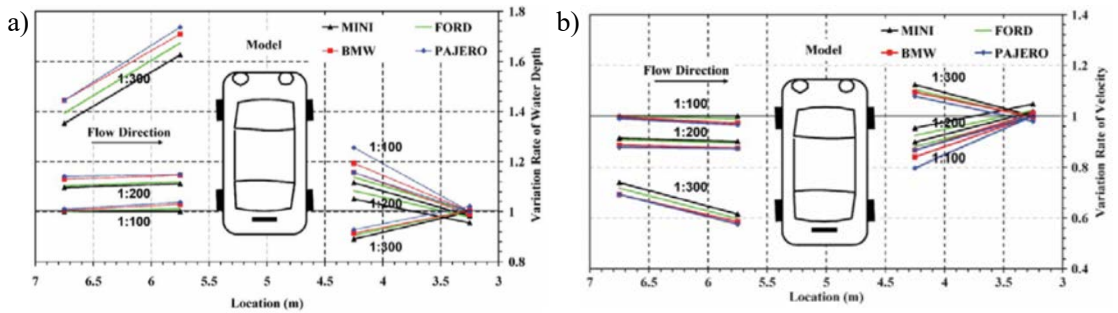 a)
MINI FORD
BMW PAJERO
Model
1:300
Flow Direction
1:200
1:100
1:100
1:200
1:300
1.8
1.6
1.4
1.2
1
0.8
Variation Rate of Water Depth
7 6.5 6 5.5 5 4.5 4 3.5 3
Location (m)
b)
MINI FORD
BMW PAJERO
Model
Flow Direction
1:100
1:200
1:300
1:300
1:200
1:100
1.4
1.2
1
0.8
0.6
0.4
Variation Rate of Velocity
7 6.5 6 5.5 5 4.5 4 3.5 3
Location (m)